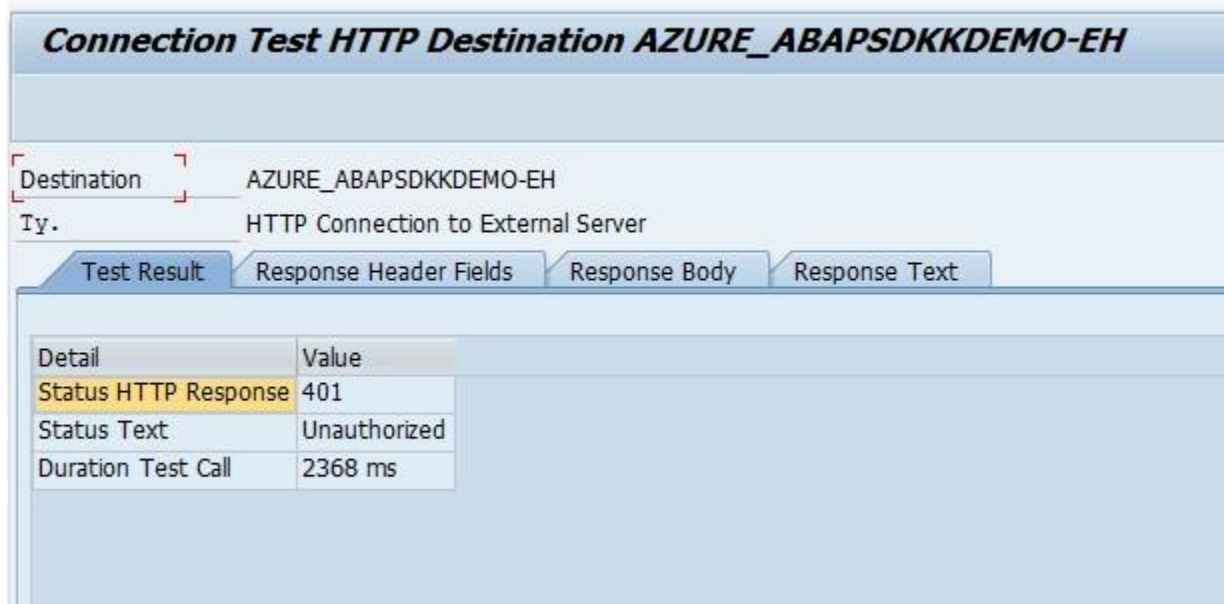 Connection Test HTTP Destination AZURE_ABAPSDKKDEMO-EH
Destination AZURE_ABAPSDKKDEMO-EH
Ty. HTTP Connection to External Server
Test Result Response Header Fields Response Body Response Text
Detail Value
Status HTTP Response 401
Status Text Unauthorized
Duration Test Call 2368 ms